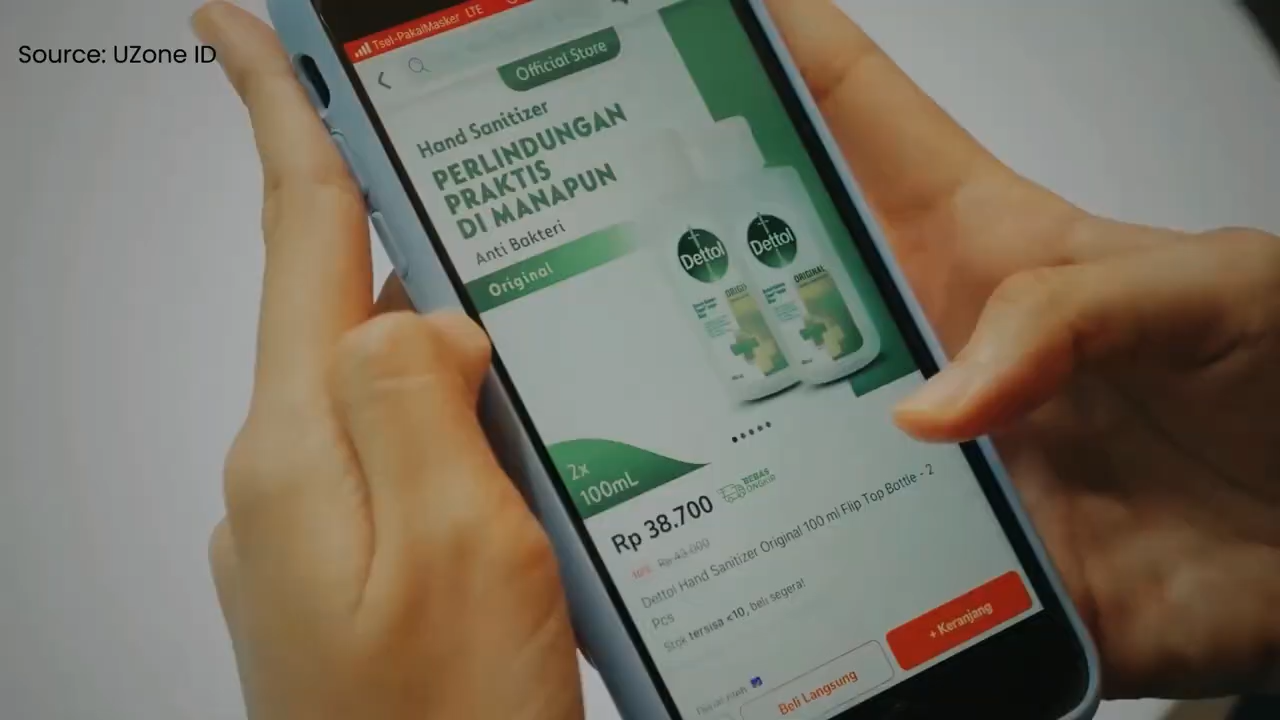 Source: UZone ID
Tsel-PakaiMasker LTE
Official Store
Hand Sanitizer
PERLINDUNGAN
PRAKTIS
DI MANAPUN
Anti Bakteri
Original
Dettol
Dettol
ORIGINAL
2x
100mL
Rp 38.700
BEBAS
ONGKIR
10% Rp 43.000
Dettol Hand Sanitizer Original 100 ml Flip Top Bottle - 2
Pcs
Stok tersisa <10, beli segera!
Beli Langsung
+ Keranjang